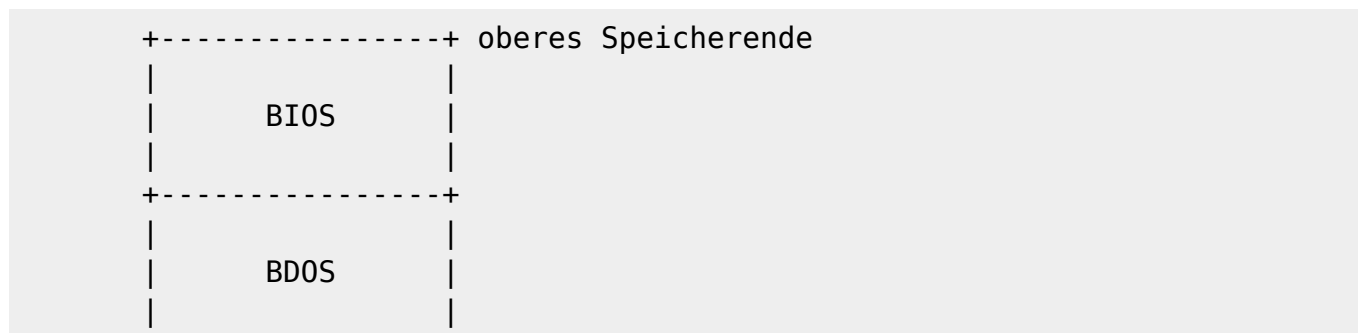 +----------------+ oberes Speicherende
|                |
|      BIOS      |
|                |
+----------------+
|                |
|      BDOS      |
|                |